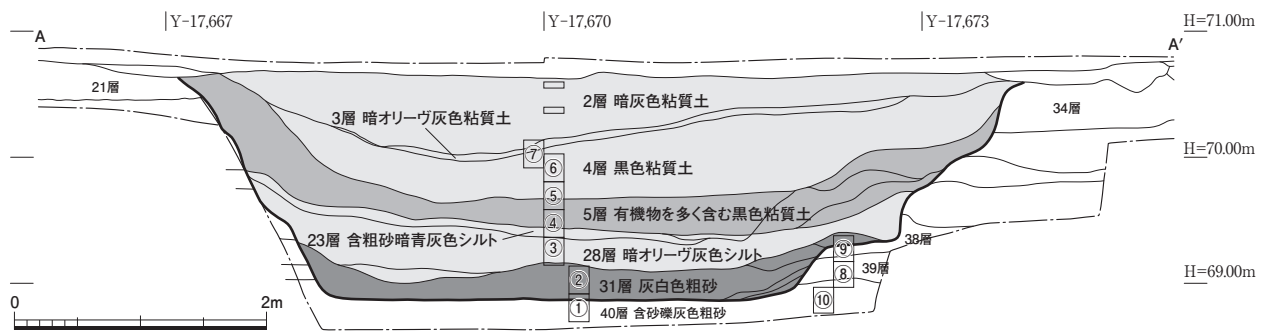 Y-17,667
Y-17,670
Y-17,673
H=71.00m
A
A′
21層
2層 暗灰色粘質土
3層 暗オリーヴ灰色粘質土
34層
⑦
H=70.00m
⑥
4層 黒色粘質土
⑤
5層 有機物を多く含む黒色粘質土
④
23層 含粗砂暗青灰色シルト
③
28層 暗オリーヴ灰色シルト
38層
⑨
39層
⑧
H=69.00m
②
31層 灰白色粗砂
0
2m
①
40層 含砂礫灰色粗砂
⑩